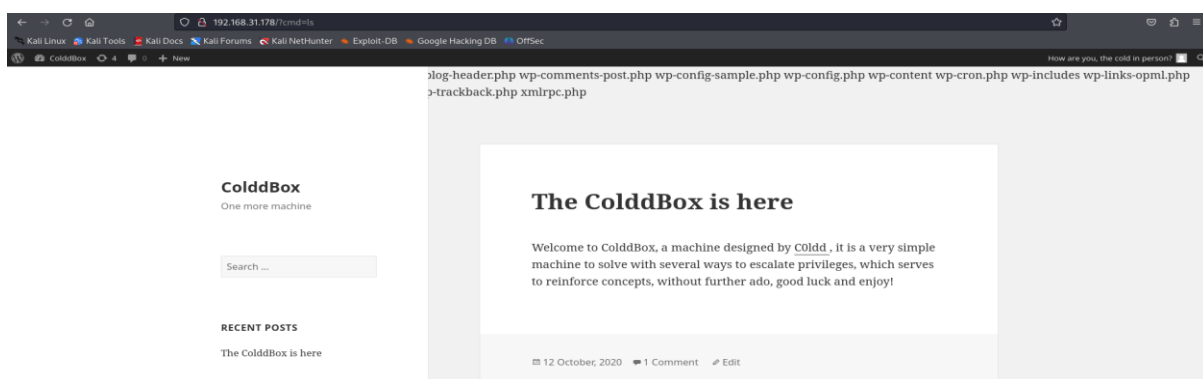 192.168.31.178/?cmd=ls
Kali Linux Kali Tools Kali Docs Kali Forums Kali NetHunter Exploit-DB Google Hacking DB OffSec
ColddBox 4 0 + New How are you, the cold in person?
blog-header.php wp-comments-post.php wp-config-sample.php wp-config.php wp-content wp-cron.php wp-includes wp-links-opml.php
p-trackback.php xmlrpc.php
ColddBox
One more machine
Search ...
RECENT POSTS
The ColddBox is here
The ColddBox is here
Welcome to ColddBox, a machine designed by C0ldd , it is a very simple
machine to solve with several ways to escalate privileges, which serves
to reinforce concepts, without further ado, good luck and enjoy!
12 October, 2020 1 Comment Edit